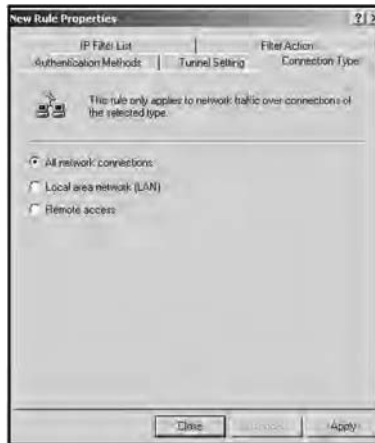 New Rule Properties
IP Filter List
Filter Action
Authentication Methods
Tunnel Setting
Connection Type
This rule only applies to network traffic over connections of
the selected type.
All network connections
Local area network (LAN)
Remote access
Close
Apply